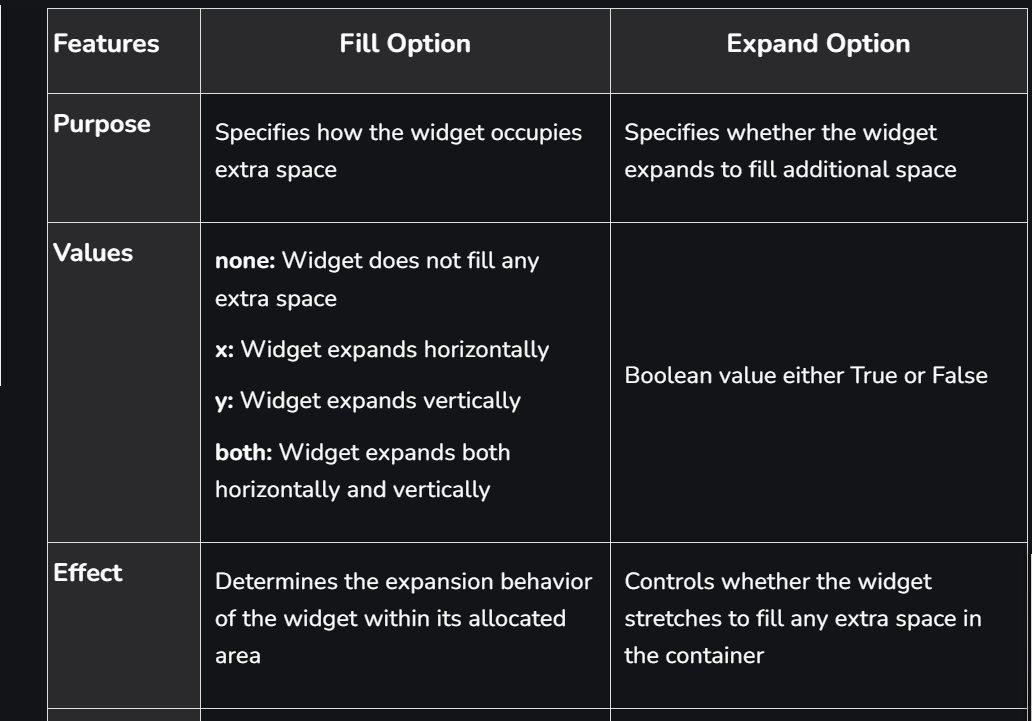 Features
Fill Option
Expand Option
Purpose
Specifies how the widget occupies
extra space
Specifies whether the widget
expands to fill additional space
Values
none: Widget does not fill any
extra space
x: Widget expands horizontally
y: Widget expands vertically
both: Widget expands both
horizontally and vertically
Boolean value either True or False
Effect
Determines the expansion behavior
of the widget within its allocated
area
Controls whether the widget
stretches to fill any extra space in
the container